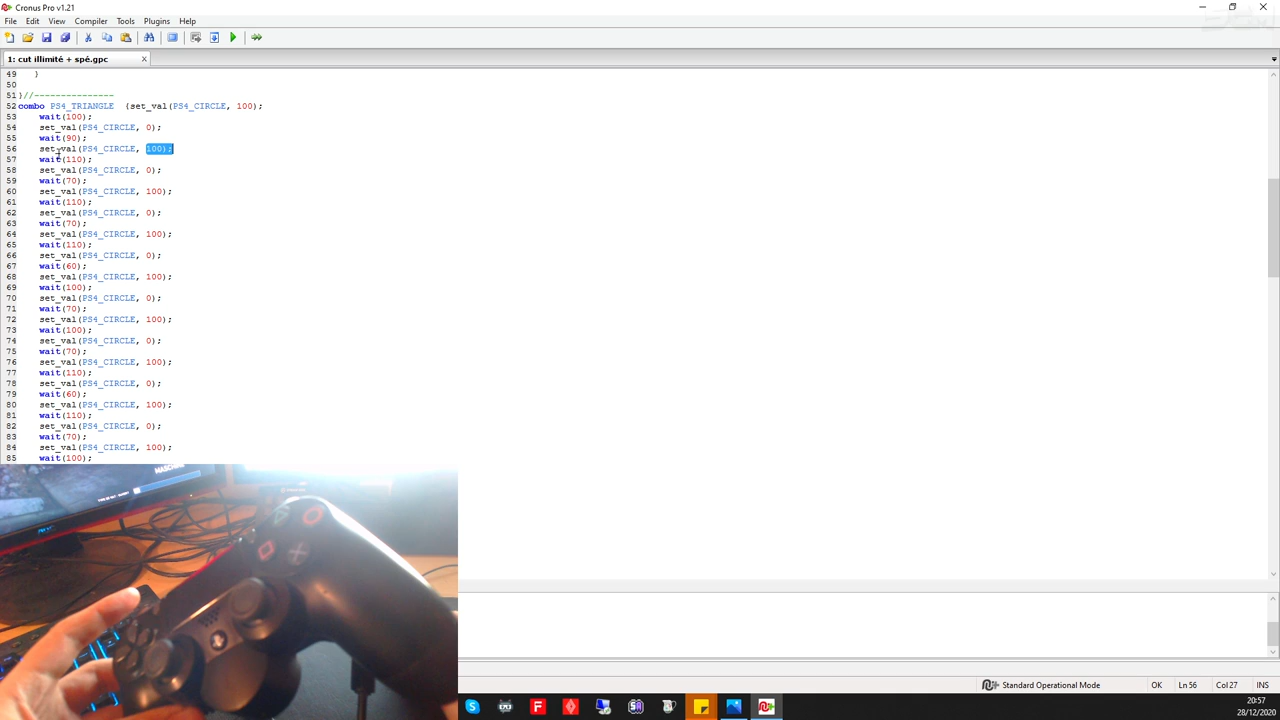 Cronus Pro v1.21
File Edit View Compiler Tools Plugins Help
1: cut illimité + spé.gpc
49 }
50
51 }//---------------
52 combo PS4_TRIANGLE (set_val(PS4_CIRCLE, 100);
53 wait(100);
54 set_val(PS4_CIRCLE, 0);
55 wait(90);
56 set_val(PS4_CIRCLE, 100);
57 wait(110);
58 set_val(PS4_CIRCLE, 0);
59 wait(70);
60 set_val(PS4_CIRCLE, 100);
61 wait(110);
62 set_val(PS4_CIRCLE, 0);
63 wait(70);
64 set_val(PS4_CIRCLE, 100);
65 wait(110);
66 set_val(PS4_CIRCLE, 0);
67 wait(60);
68 set_val(PS4_CIRCLE, 100);
69 wait(100);
70 set_val(PS4_CIRCLE, 0);
71 wait(70);
72 set_val(PS4_CIRCLE, 100);
73 wait(100);
74 set_val(PS4_CIRCLE, 0);
75 wait(70);
76 set_val(PS4_CIRCLE, 100);
77 wait(110);
78 set_val(PS4_CIRCLE, 0);
79 wait(60);
80 set_val(PS4_CIRCLE, 100);
81 wait(110);
82 set_val(PS4_CIRCLE, 0);
83 wait(70);
84 set_val(PS4_CIRCLE, 100);
85 wait(100);
Standard Operational Mode OK Ln 56 Col 27 INS
20:57
28/12/2020